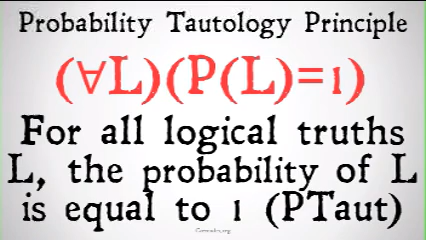 Probability Tautology Principle
(∀L)(P(L)=1)
For all logical truths
L, the probability of L
is equal to 1 (PTaut)